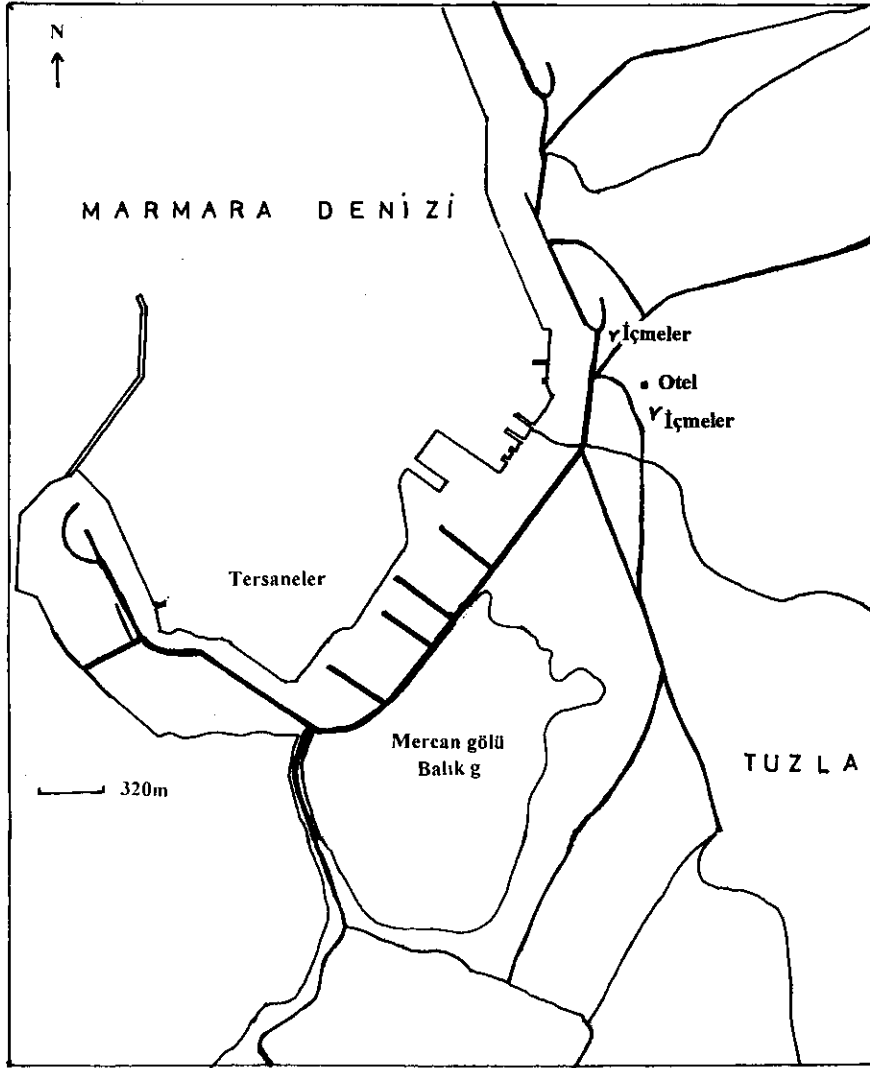 N
MARMARA DENİZİ
İçmeler
Otel
İçmeler
Tersaneler
Mercan gölü
Balık g
TUZLA
320m